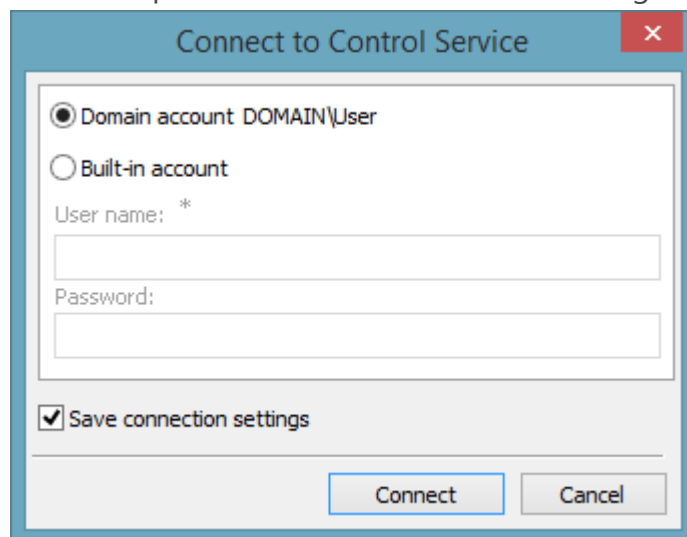 Connect to Control Service
Domain account DOMAIN\User
Built-in account
User name: *
Password:
Save connection settings
Connect Cancel